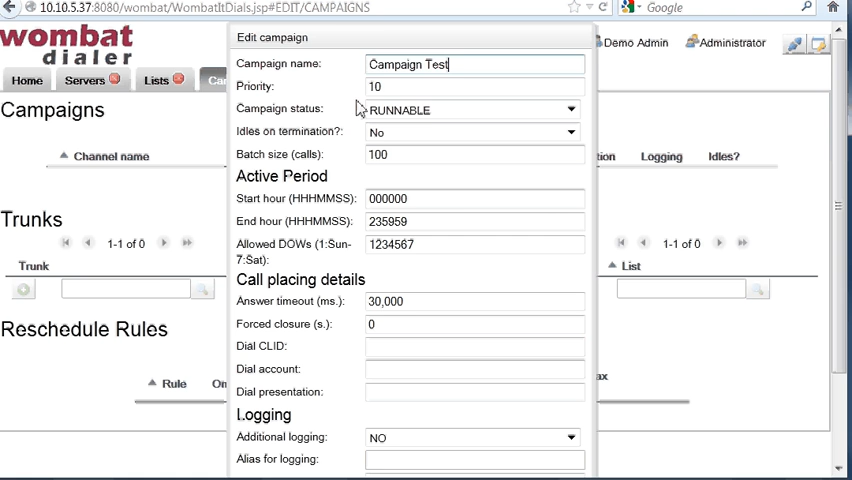 10.10.5.37:8080/wombat/WombatItDials.jsp#EDIT/CAMPAIGNS
Google
wombat
dialer
Demo Admin
Administrator
Home
Servers
Lists
Campaigns
Channel name
Logging
Idles?
Trunks
1-1 of 0
1-1 of 0
Trunk
List
Reschedule Rules
Rule
Edit campaign
Campaign name: Campaign Test
Priority: 10
Campaign status: RUNNABLE
Idles on termination?: No
Batch size (calls): 100
Active Period
Start hour (HHHMMSS): 000000
End hour (HHHMMSS): 235959
Allowed DOWs (1:Sun-
7:Sat): 1234567
Call placing details
Answer timeout (ms.): 30,000
Forced closure (s.): 0
Dial CLID:
Dial account:
Dial presentation:
Logging
Additional logging: NO
Alias for logging: